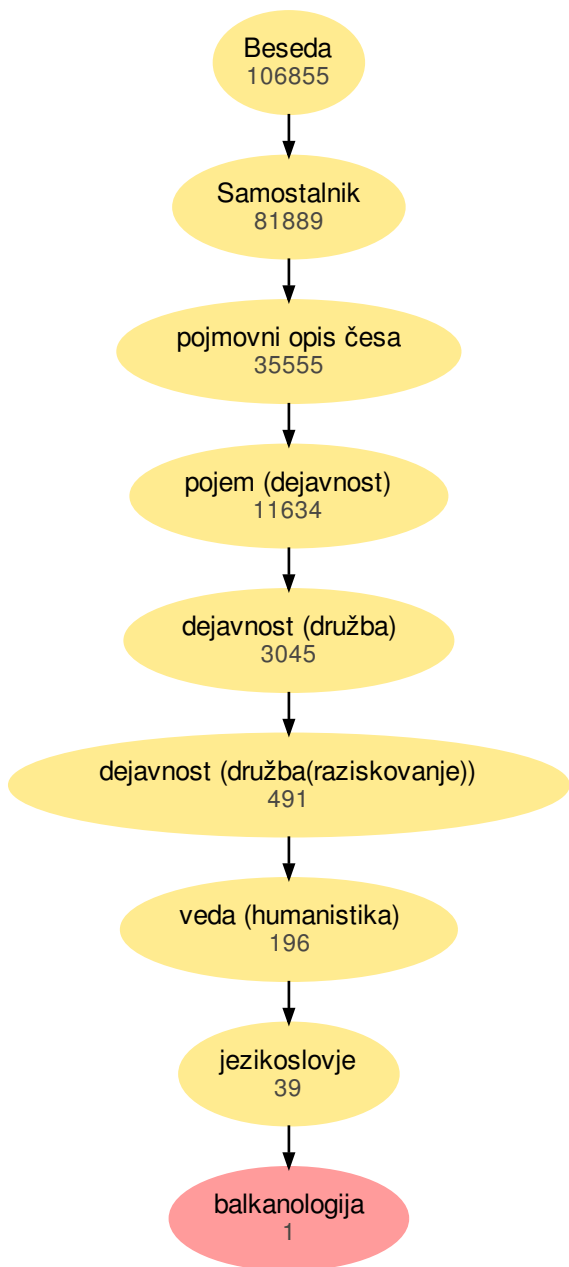 Beseda
106855
Samostalnik
81889
pojmovni opis česa
35555
pojem (dejavnost)
11634
dejavnost (družba)
3045
dejavnost (družba(raziskovanje))
491
veda (humanistika)
196
jezikoslovje
39
balkanologija
1